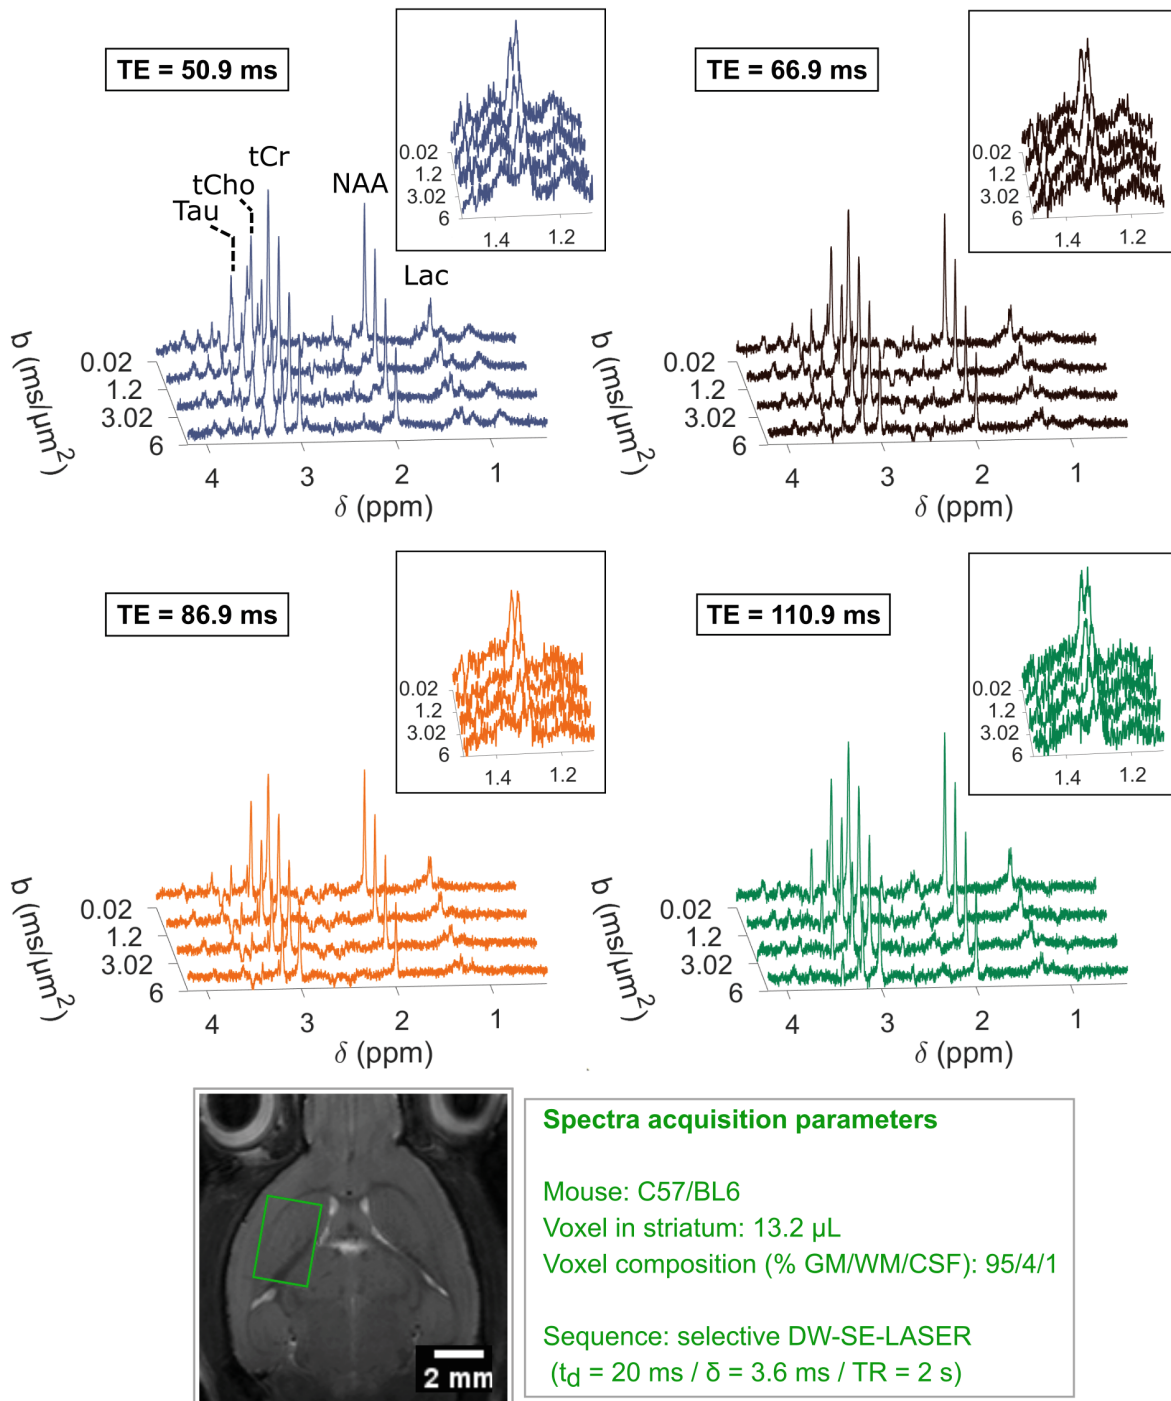 TE = 50.9 ms
0.02
1.2
3.02
6
1.4
1.2
tCr
tCho
Tau
NAA
Lac
b (ms/μm²)
0.02
1.2
3.02
6
4
3
2
1
δ (ppm)
TE = 66.9 ms
0.02
1.2
3.02
6
1.4
1.2
b (ms/μm²)
0.02
1.2
3.02
6
4
3
2
1
δ (ppm)
TE = 86.9 ms
0.02
1.2
3.02
6
1.4
1.2
b (ms/μm²)
0.02
1.2
3.02
6
4
3
2
1
δ (ppm)
TE = 110.9 ms
0.02
1.2
3.02
6
1.4
1.2
b (ms/μm²)
0.02
1.2
3.02
6
4
3
2
1
δ (ppm)
2 mm
Spectra acquisition parameters
Mouse: C57/BL6
Voxel in striatum: 13.2 μL
Voxel composition (% GM/WM/CSF): 95/4/1
Sequence: selective DW-SE-LASER
(td = 20 ms / δ = 3.6 ms / TR = 2 s)